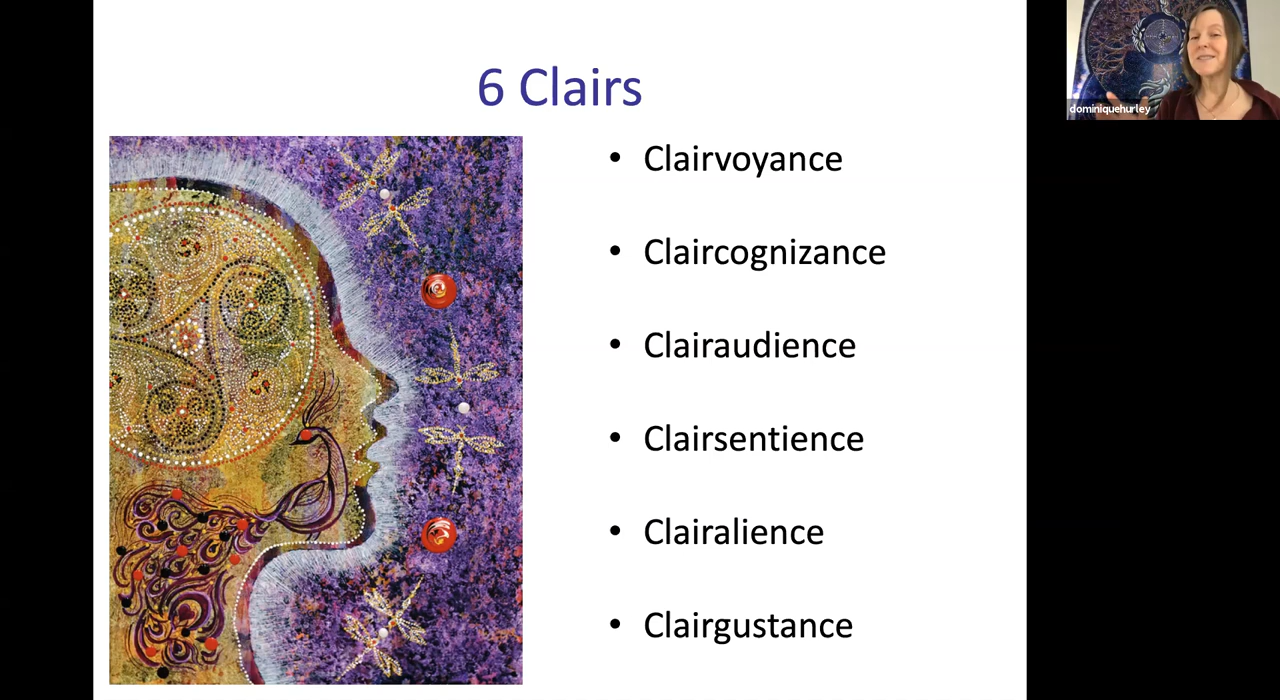 6 Clairs
• Clairvoyance
• Claircognizance
• Clairaudience
• Clairsentience
• Clairalience
• Clairgustance
dominiquehurley